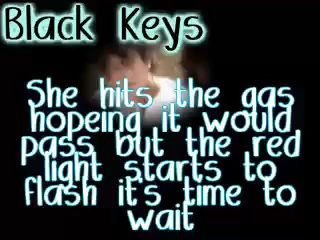 Black Keys
She hits the gas
hopeing it would
pass but the red
light starts to
flash it's time to
wait